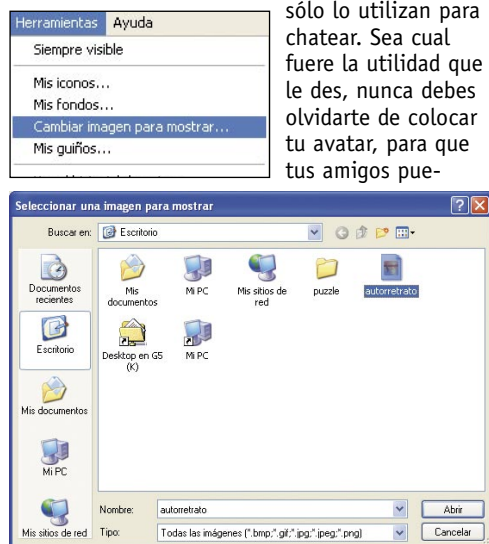 Herramientas Ayuda
Siempre visible
Mis iconos...
Mis fondos...
Cambiar imagen para mostrar...
Mis guiños...
sólo lo utilizan para
chatear. Sea cual
fuere la utilidad que
le des, nunca debes
olvidarte de colocar
tu avatar, para que
tus amigos pue-
Seleccionar una imagen para mostrar
Buscar en: Escritorio
Documentos
recientes
Escritorio
Mis documentos
Mi PC
Mis sitios de red
Mis
documentos
Mi PC
Mis sitios de
red
puzzle
autorretrato
Desktop en G5
(K)
Mi PC
Nombre: autorretrato Abrir
Tipo: Todas las imágenes (*.bmp;*.gif;*.jpg;*.jpeg;*.png) Cancelar